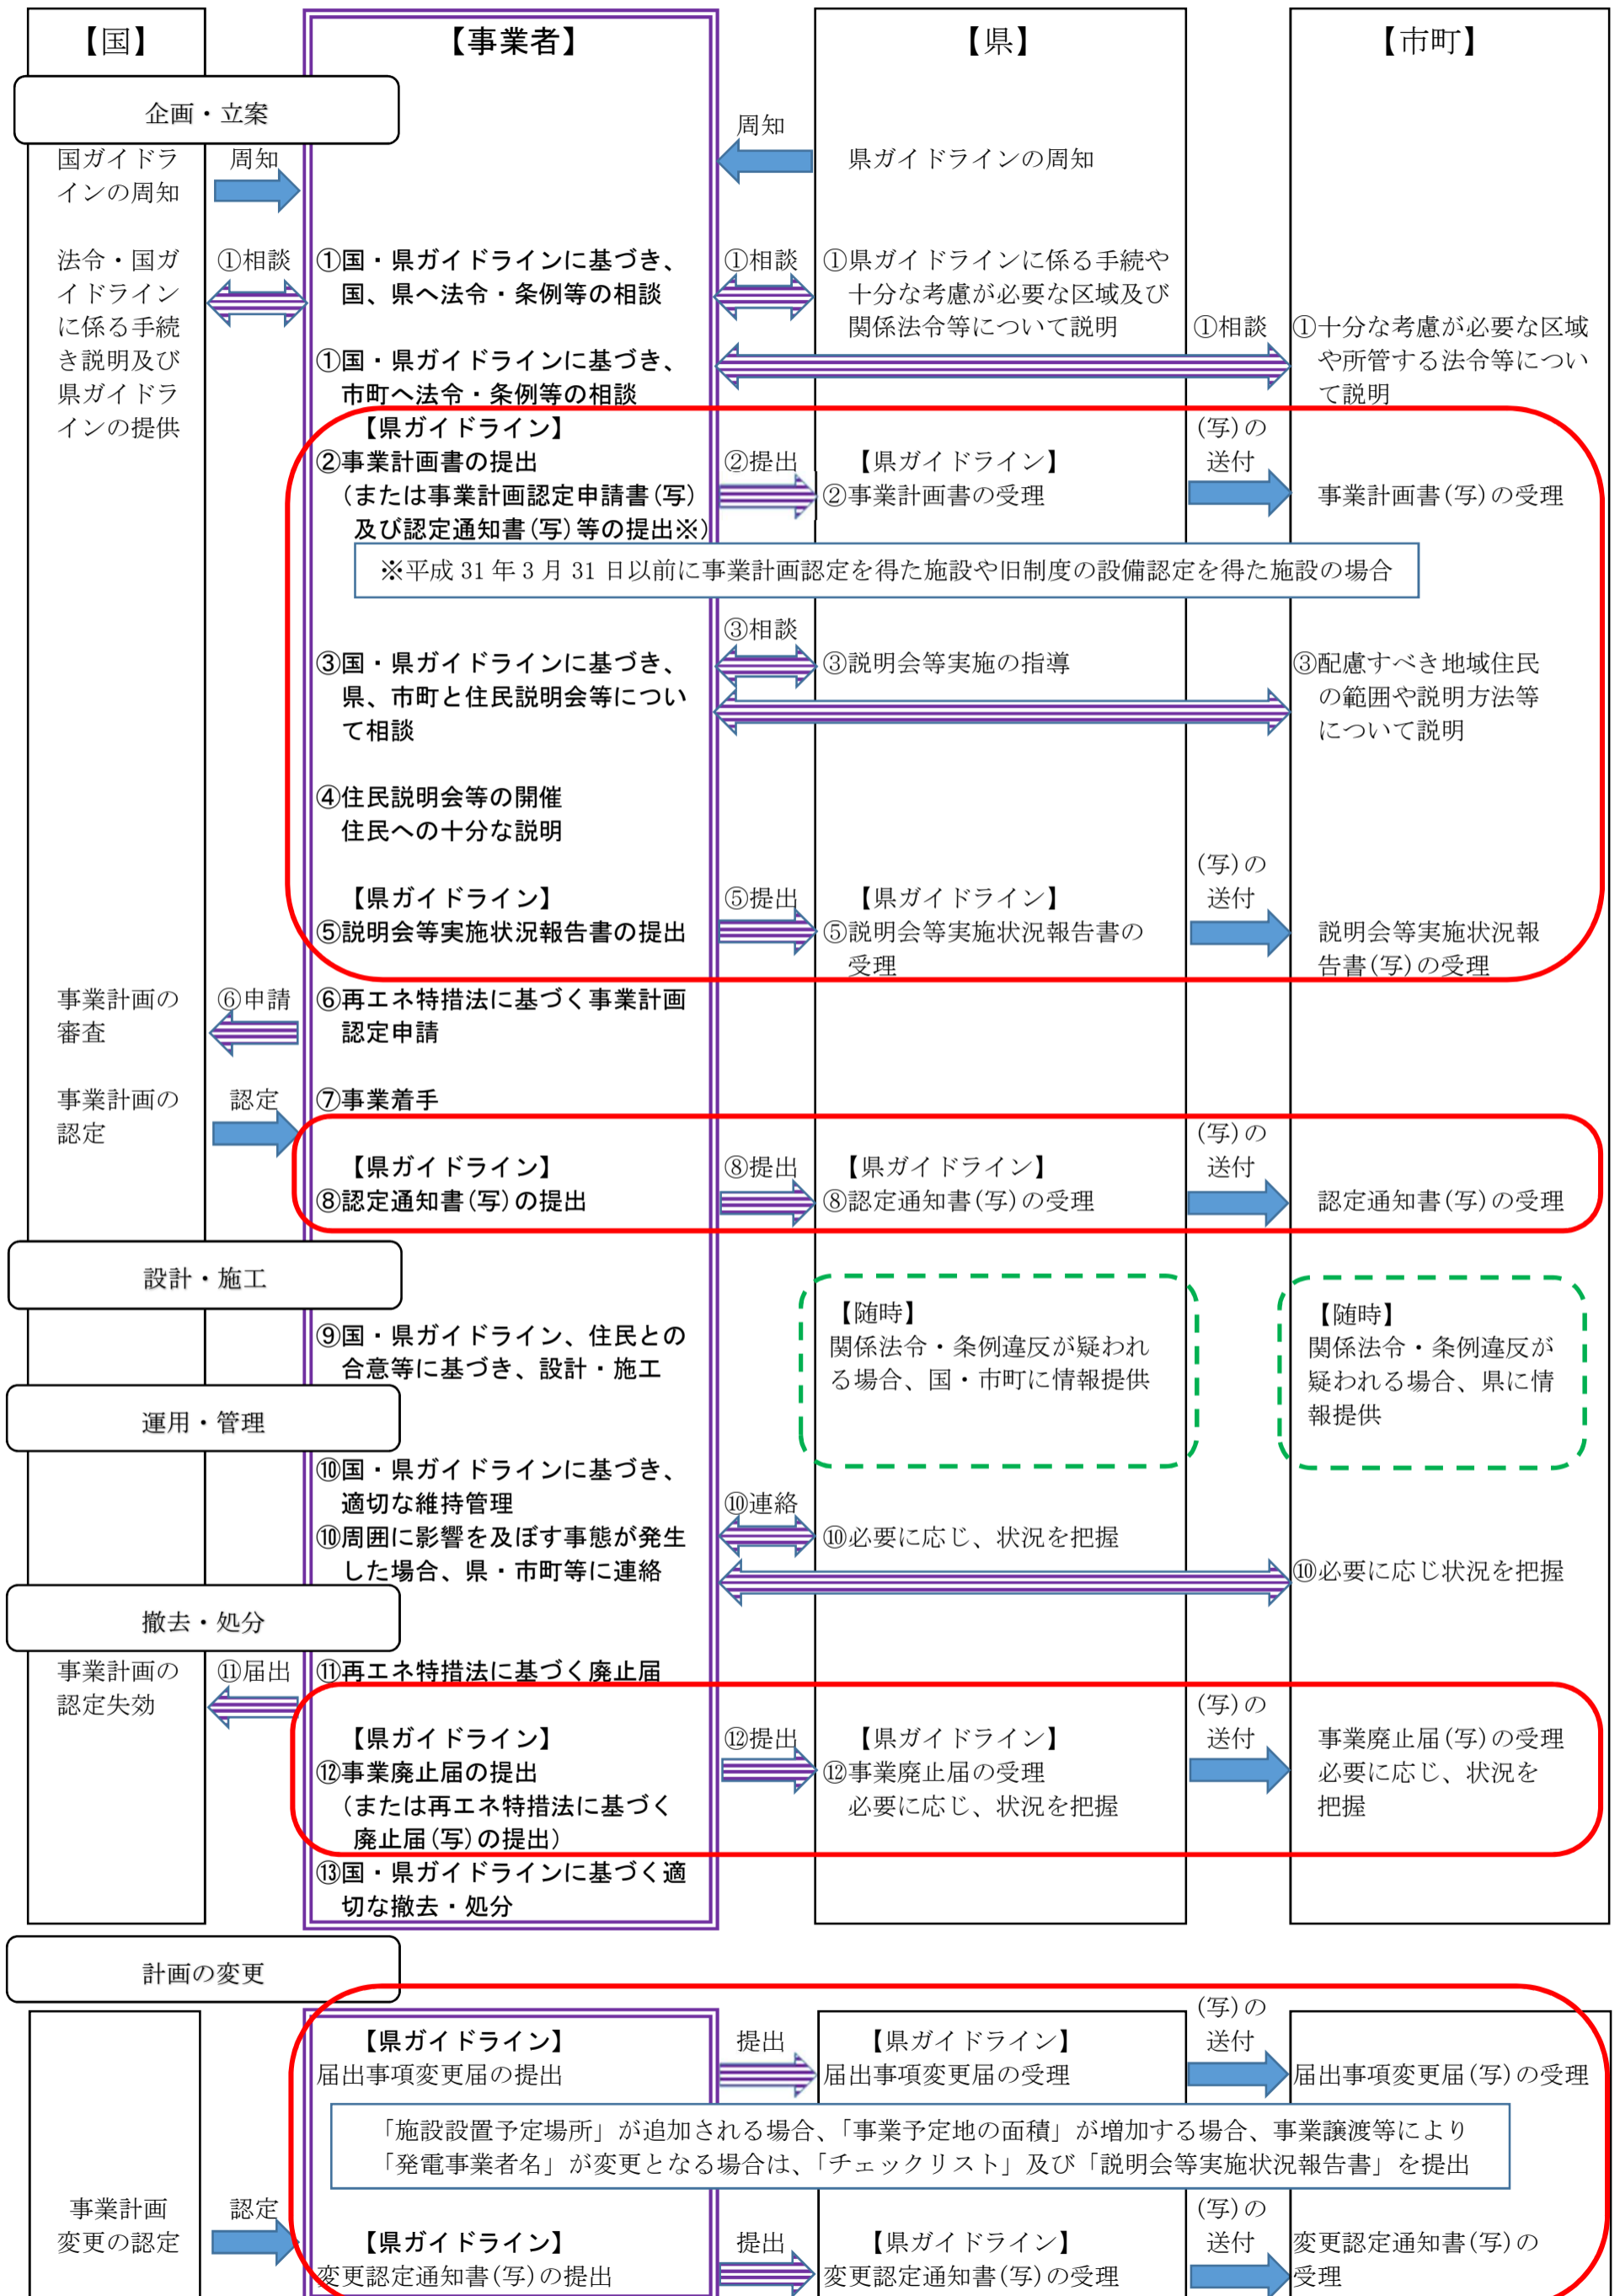 【国】
【事業者】
【県】
【市町】
企画・立案
周知
国ガイドラ
インの周知
周知
県ガイドラインの周知
法令・国ガ
イドライン
に係る手続
き説明及び
県ガイドラ
インの提供
①相談
①国・県ガイドラインに基づき、
国、県へ法令・条例等の相談
①相談
①県ガイドラインに係る手続や
十分な考慮が必要な区域及び
関係法令等について説明
①国・県ガイドラインに基づき、
市町へ法令・条例等の相談
①相談
①十分な考慮が必要な区域
や所管する法令等につい
て説明
【県ガイドライン】
②事業計画書の提出
(または事業計画認定申請書(写)
及び認定通知書(写)等の提出※)
②提出
【県ガイドライン】
②事業計画書の受理
(写)の
送付
事業計画書(写)の受理
※平成 31 年 3 月 31 日以前に事業計画認定を得た施設や旧制度の設備認定を得た施設の場合
③国・県ガイドラインに基づき、
県、市町と住民説明会等につい
て相談
③相談
③説明会等実施の指導
③配慮すべき地域住民
の範囲や説明方法等
について説明
④住民説明会等の開催
住民への十分な説明
【県ガイドライン】
⑤説明会等実施状況報告書の提出
⑤提出
【県ガイドライン】
⑤説明会等実施状況報告書の
受理
(写)の
送付
説明会等実施状況報
告書(写)の受理
事業計画の
審査
⑥申請
⑥再エネ特措法に基づく事業計画
認定申請
事業計画の
認定
認定
⑦事業着手
【県ガイドライン】
⑧認定通知書(写)の提出
⑧提出
【県ガイドライン】
⑧認定通知書(写)の受理
(写)の
送付
認定通知書(写)の受理
設計・施工
⑨国・県ガイドライン、住民との
合意等に基づき、設計・施工
【随時】
関係法令・条例違反が疑われ
る場合、国・市町に情報提供
【随時】
関係法令・条例違反が
疑われる場合、県に情
報提供
運用・管理
⑩国・県ガイドラインに基づき、
適切な維持管理
⑩周囲に影響を及ぼす事態が発生
した場合、県・市町等に連絡
⑩連絡
⑩必要に応じ、状況を把握
⑩必要に応じ状況を把握
撤去・処分
事業計画の
認定失効
⑪届出
⑪再エネ特措法に基づく廃止届
【県ガイドライン】
⑫事業廃止届の提出
(または再エネ特措法に基づく
廃止届(写)の提出)
⑫提出
【県ガイドライン】
⑫事業廃止届の受理
必要に応じ、状況を把握
(写)の
送付
事業廃止届(写)の受理
必要に応じ、状況を
把握
⑬国・県ガイドラインに基づく適
切な撤去・処分
計画の変更
【県ガイドライン】
届出事項変更届の提出
提出
【県ガイドライン】
届出事項変更届の受理
(写)の
送付
届出事項変更届(写)の受理
「施設設置予定場所」が追加される場合、「事業予定地の面積」が増加する場合、事業譲渡等により
「発電事業者名」が変更となる場合は、「チェックリスト」及び「説明会等実施状況報告書」を提出
事業計画
変更の認定
認定
【県ガイドライン】
変更認定通知書(写)の提出
提出
【県ガイドライン】
変更認定通知書(写)の受理
(写)の
送付
変更認定通知書(写)の
受理